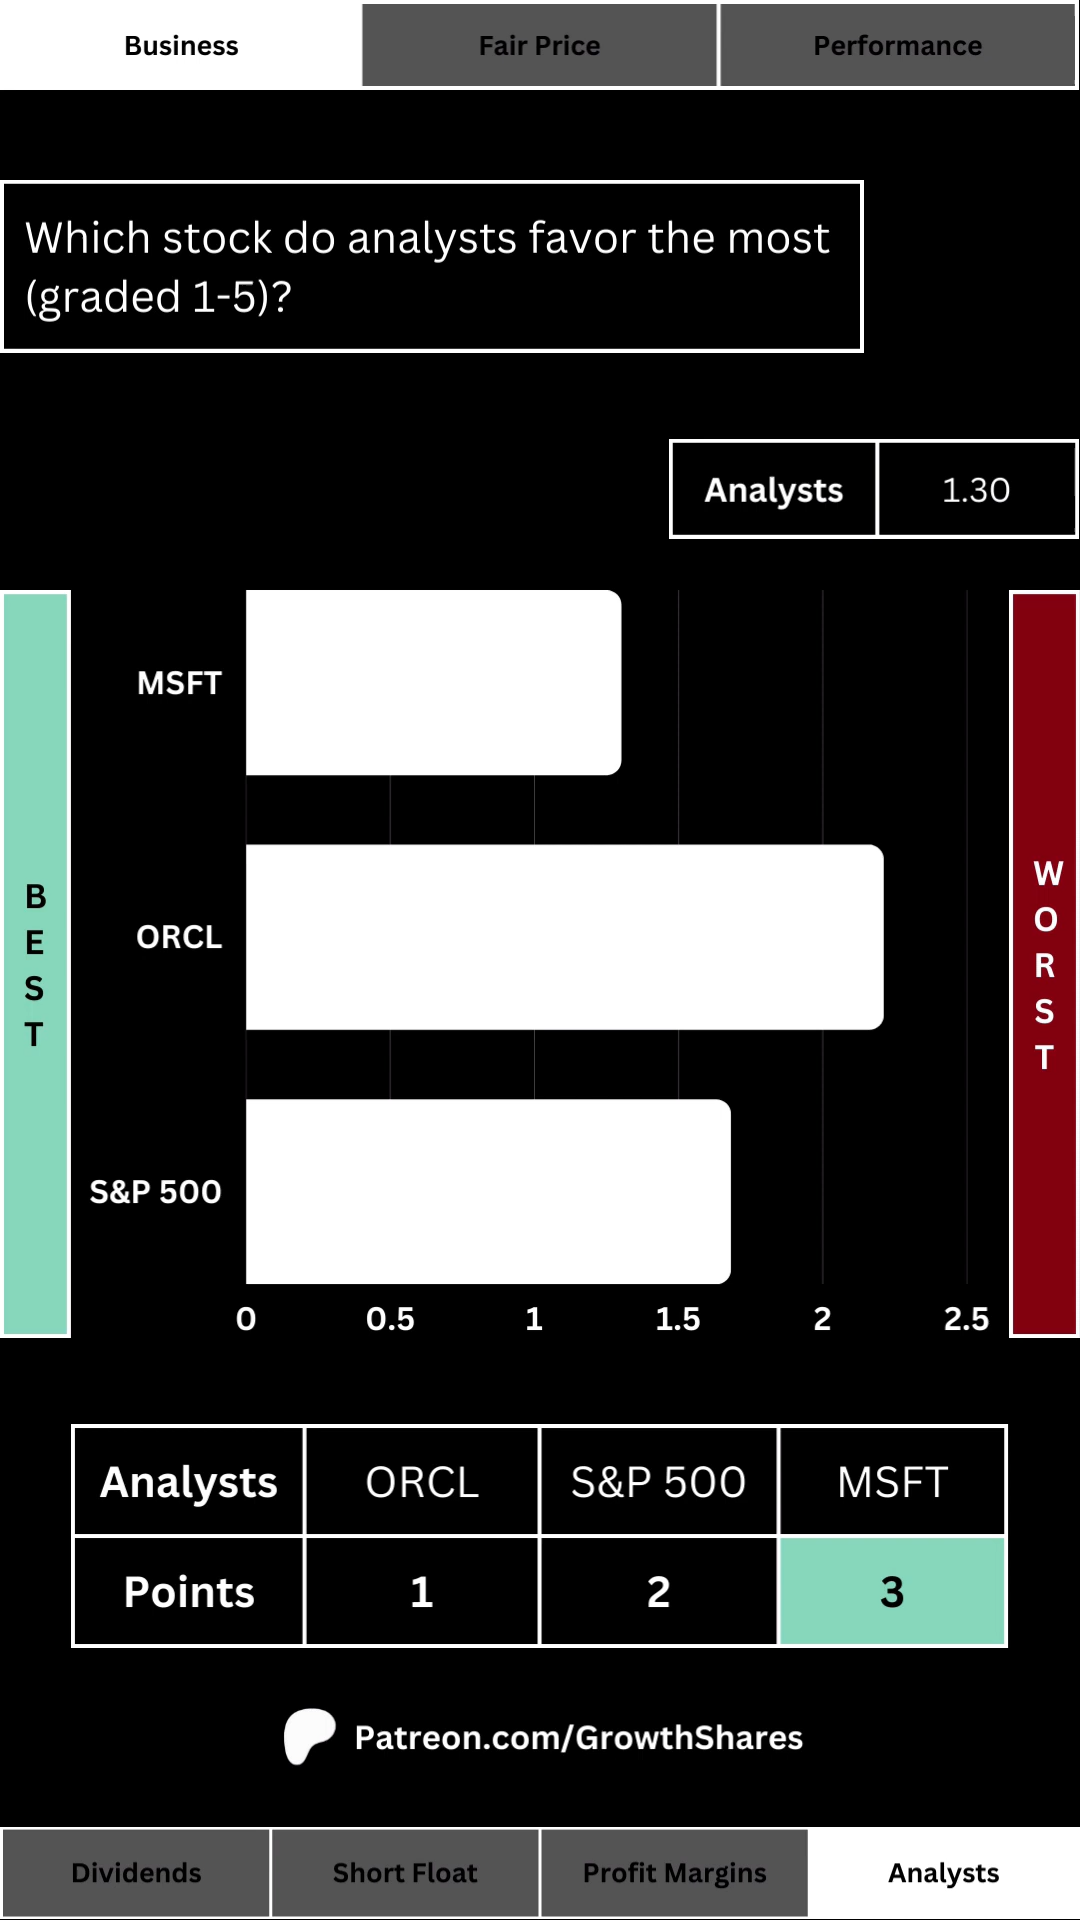 Business
Fair Price
Performance
Which stock do analysts favor the most
(graded 1-5)?
Analysts
1.30
BEST
WORST
MSFT
ORCL
S&P 500
0 0.5 1 1.5 2 2.5
Analysts ORCL S&P 500 MSFT
Points 1 2 3
Patreon.com/GrowthShares
Dividends
Short Float
Profit Margins
Analysts